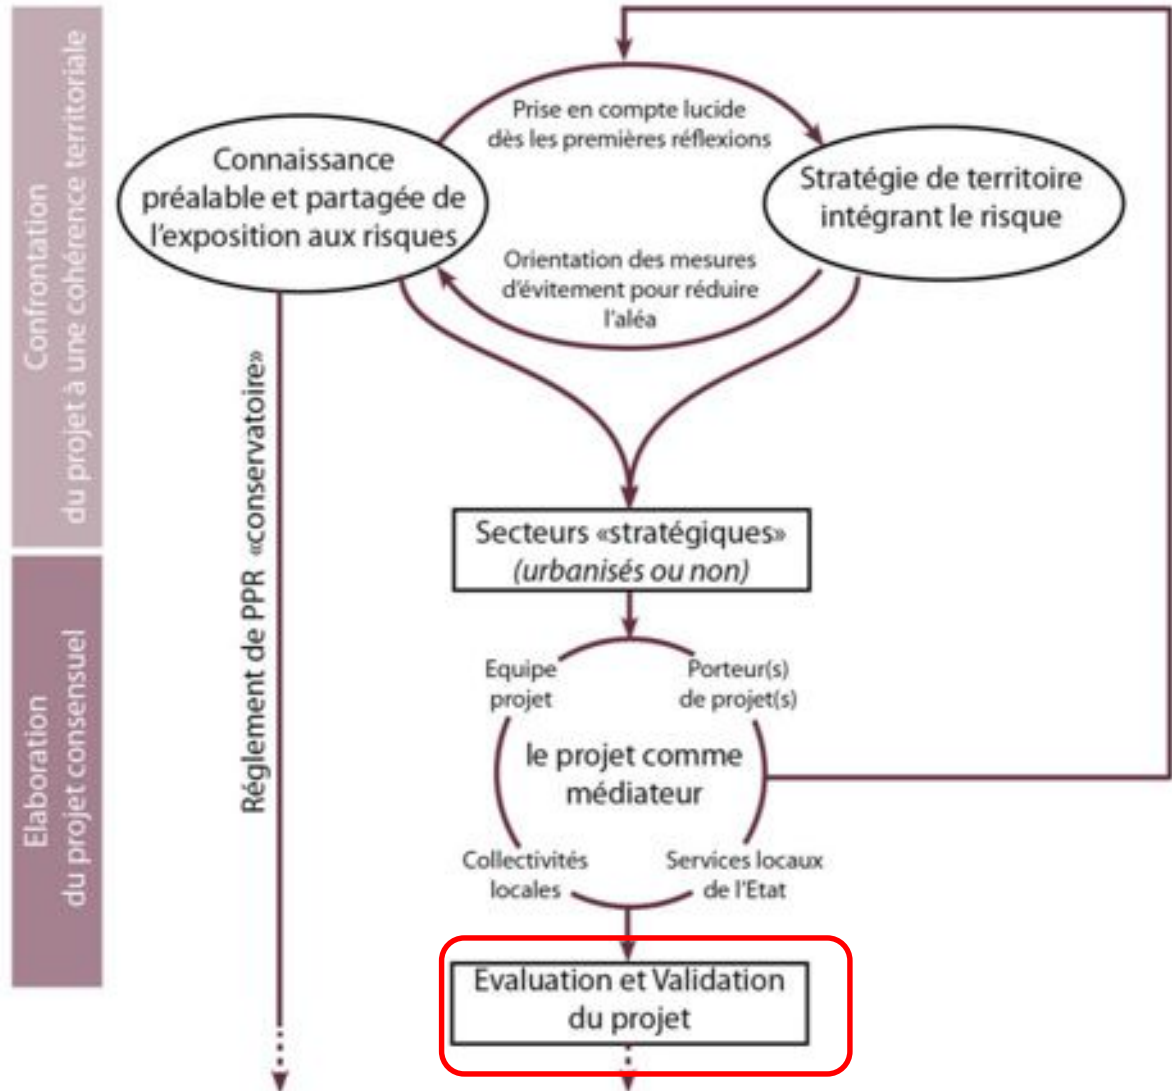 Confrontation
du projet à une cohérence territoriale
Elaboration
du projet consensuel
Prise en compte lucide
dès les premières réflexions
Connaissance
préalable et partagée de
l'exposition aux risques
Stratégie de territoire
intégrant le risque
Orientation des mesures
d'évitement pour réduire
l'aléa
Réglement de PPR «conservatoire»
Secteurs «stratégiques»
(urbanisés ou non)
Equipe
projet
Porteur(s)
de projet(s)
le projet comme
médiateur
Collectivités
locales
Services locaux
de l'Etat
Evaluation et Validation
du projet